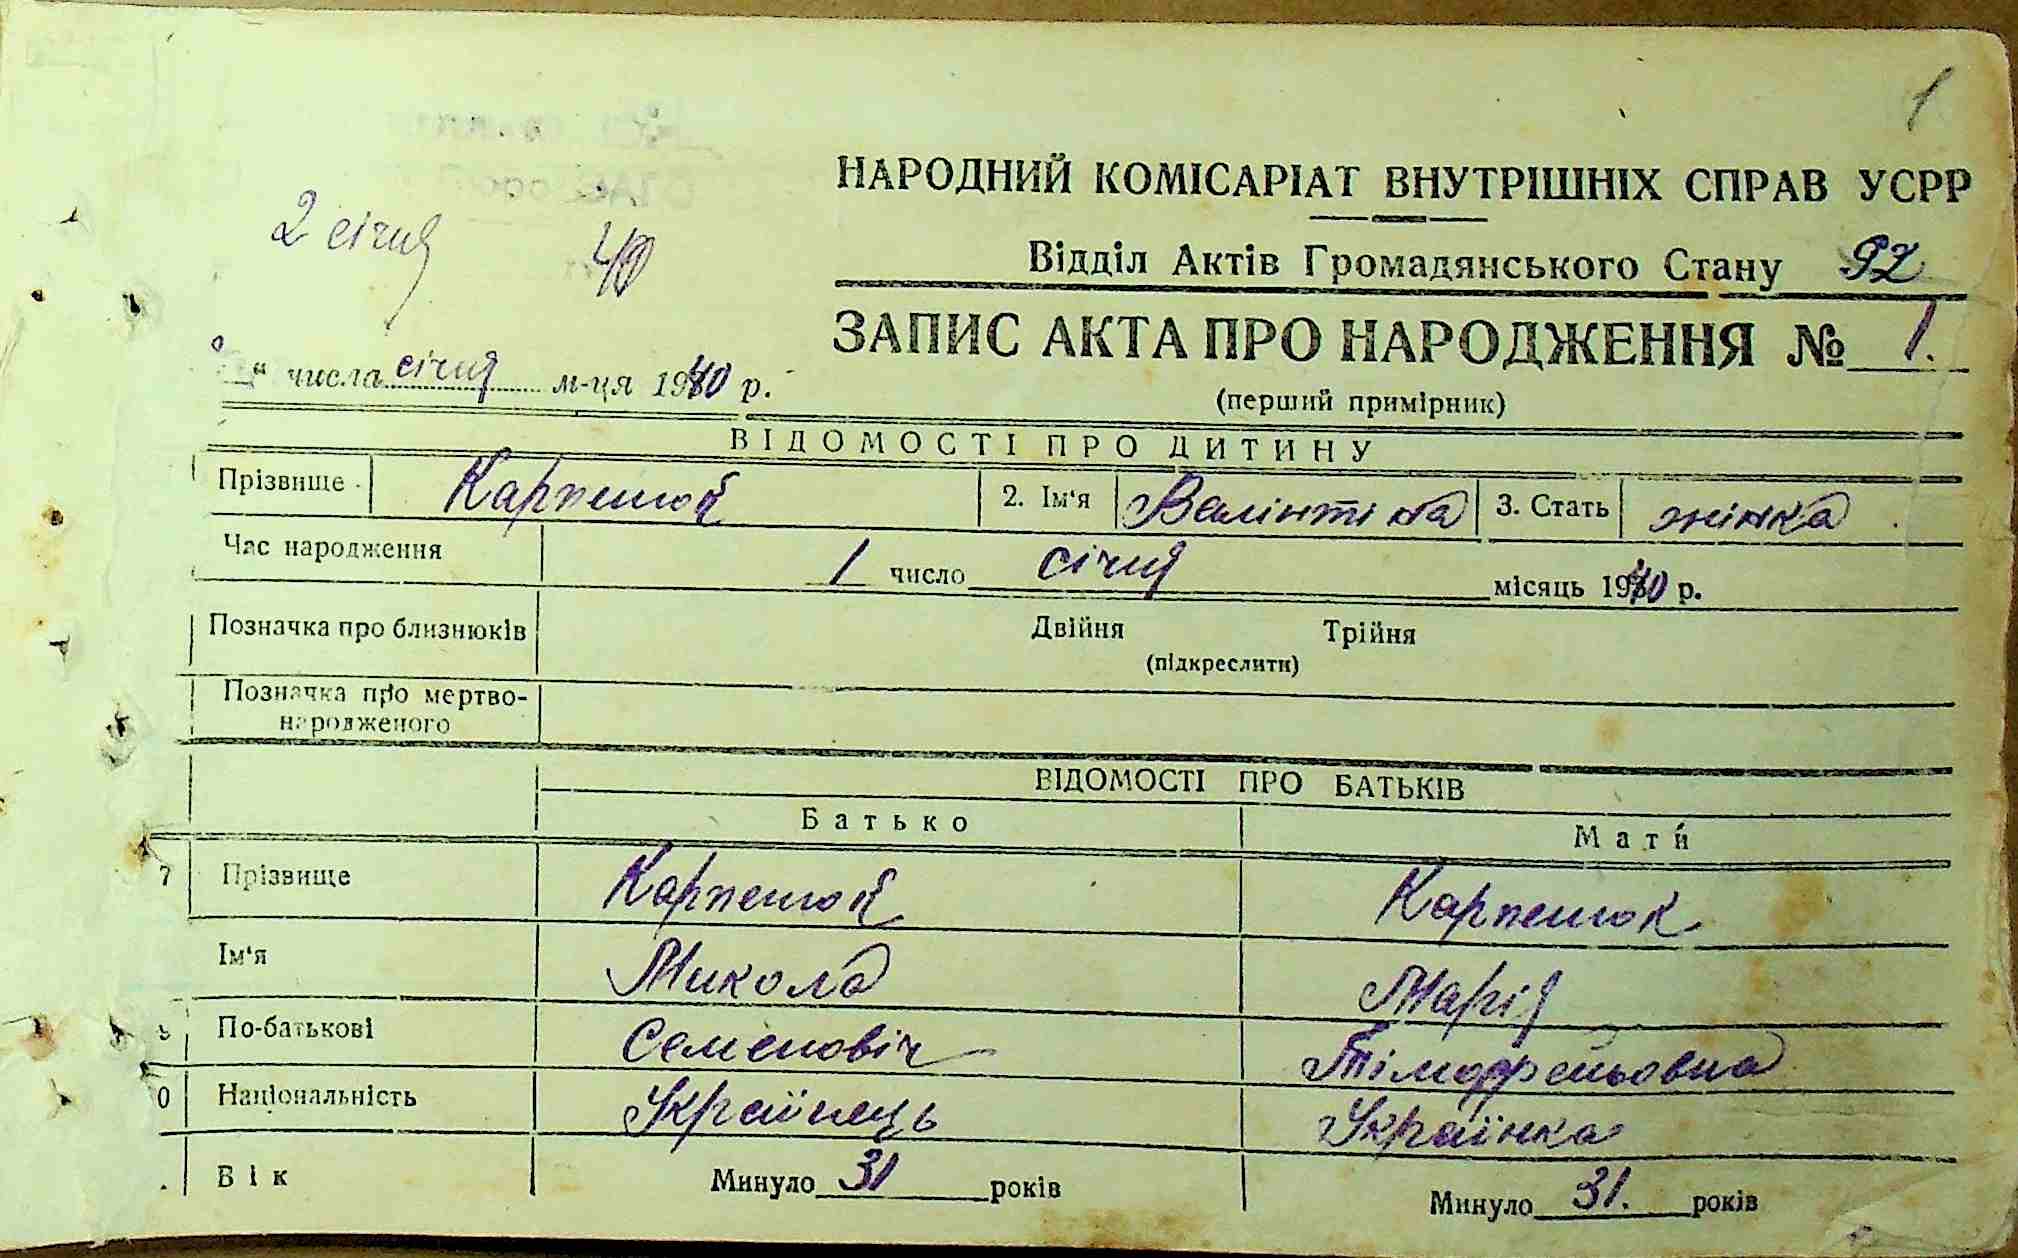 1
НАРОДНИЙ КОМІСАРІАТ ВНУТРІШНІХ СПРАВ УСРР
2 січня 40
Відділ Актів Громадянського Стану 92
ЗАПИС АКТА ПРО НАРОДЖЕННЯ № 1.
" числа січня м-ця 1940 р.
(перший примірник)
ВІДОМОСТІ ПРО ДИТИНУ
Прізвище Карпенюк 2. Ім'я Валінтіна 3. Стать жінка
Час народження 1 число січня місяць 1940 р.
Позначка про близнюків Двійня Трійня
(підкреслити)
Позначка про мертво-
народженого
ВІДОМОСТІ ПРО БАТЬКІВ
Батько Мати
7 Прізвище Карпенюк Карпенюк
Ім'я Микола Марія
9 По-батькові Семеновіч Тімофрейовна
0 Національність Українець Українка
Вік Минуло 31 років Минуло 31. років